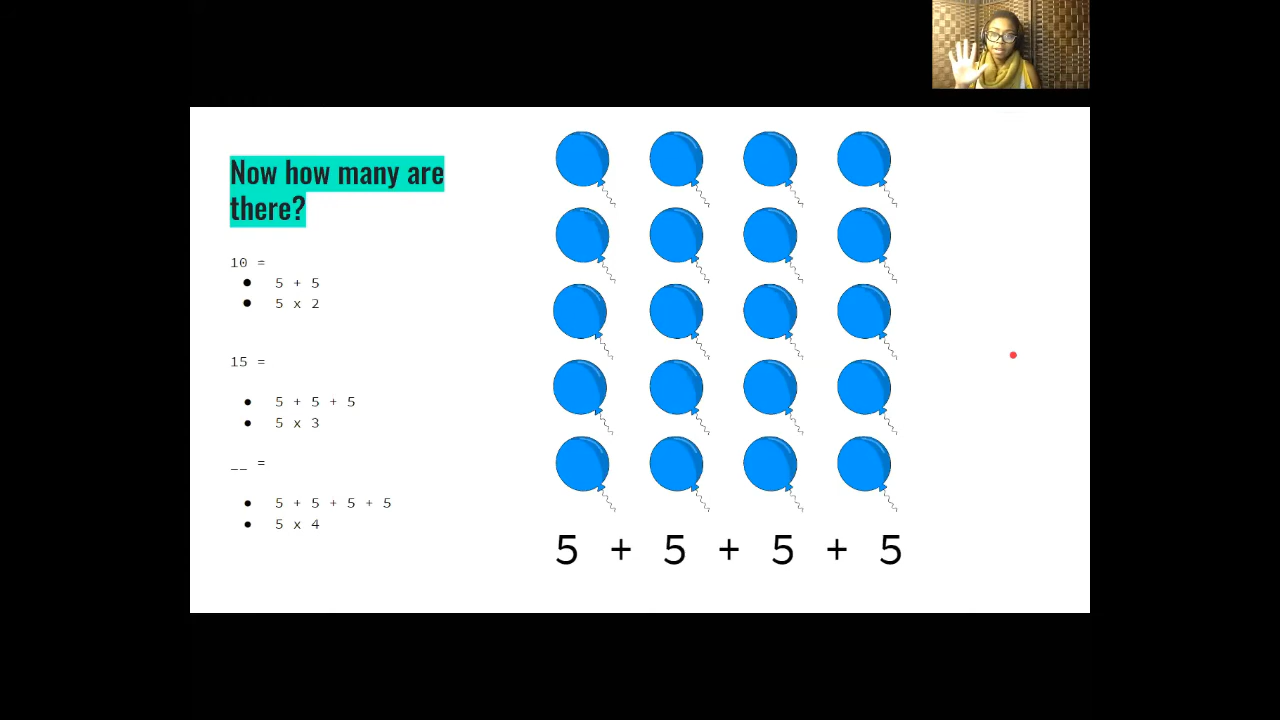 Now how many are
there?
10 =
● 5 + 5
● 5 x 2
15 =
● 5 + 5 + 5
● 5 x 3
__ =
● 5 + 5 + 5 + 5
● 5 x 4
5 + 5 + 5 + 5